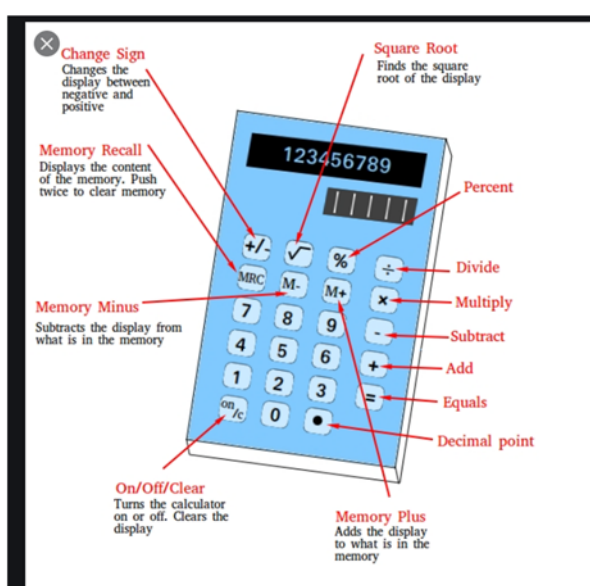 Change Sign
Changes the
display between
negative and
positive
Square Root
Finds the square
root of the display
Memory Recall
Displays the content
of the memory. Push
twice to clear memory
Percent
Divide
Multiply
Subtract
Add
Equals
Decimal point
Memory Minus
Subtracts the display from
what is in the memory
On/Off/Clear
Turns the calculator
on or off. Clears the
display
Memory Plus
Adds the display
to what is in the
memory
123456789
+/- √ % ÷
MRC M- M+ ×
7 8 9 -
4 5 6 +
1 2 3 =
on/c 0 •